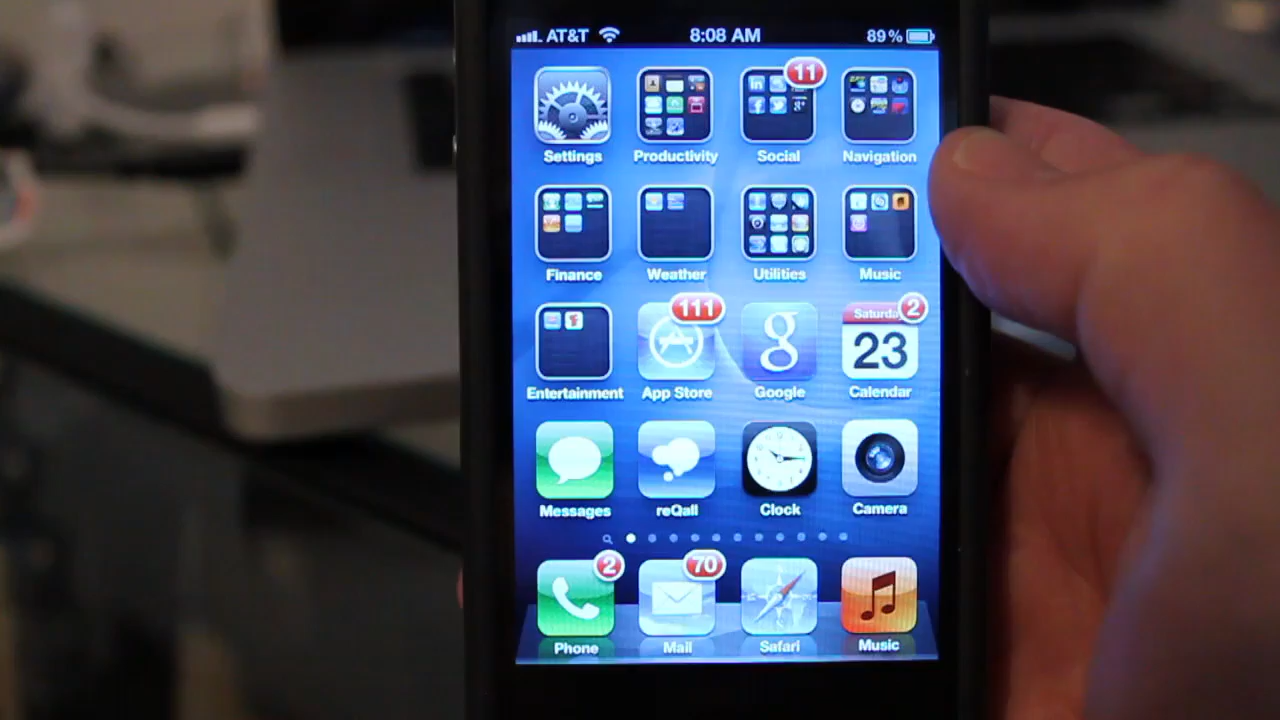 AT&T 8:08 AM 89%
11
Settings Productivity Social Navigation
Finance Weather Utilities Music
111 Saturday 2
g 23
Entertainment App Store Google Calendar
Messages reQall Clock Camera
2 70
Phone Mail Safari Music